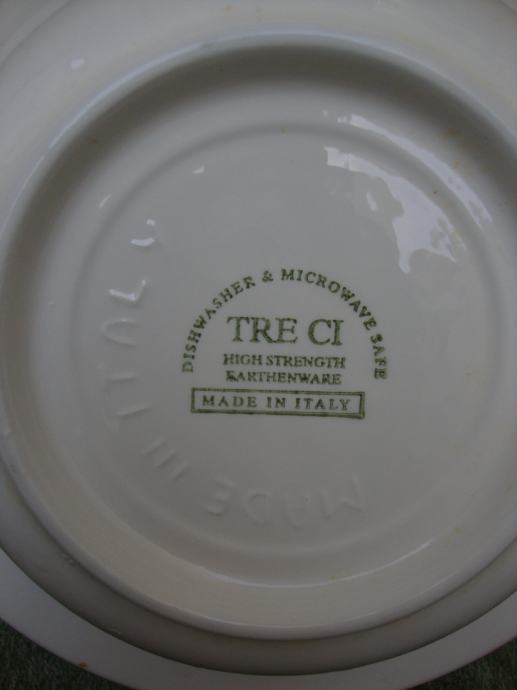 DISHWASHER & MICROWAVE SAFE
TRE CI
HIGH STRENGTH
EARTHENWARE
MADE IN ITALY
MADE IN ITALY